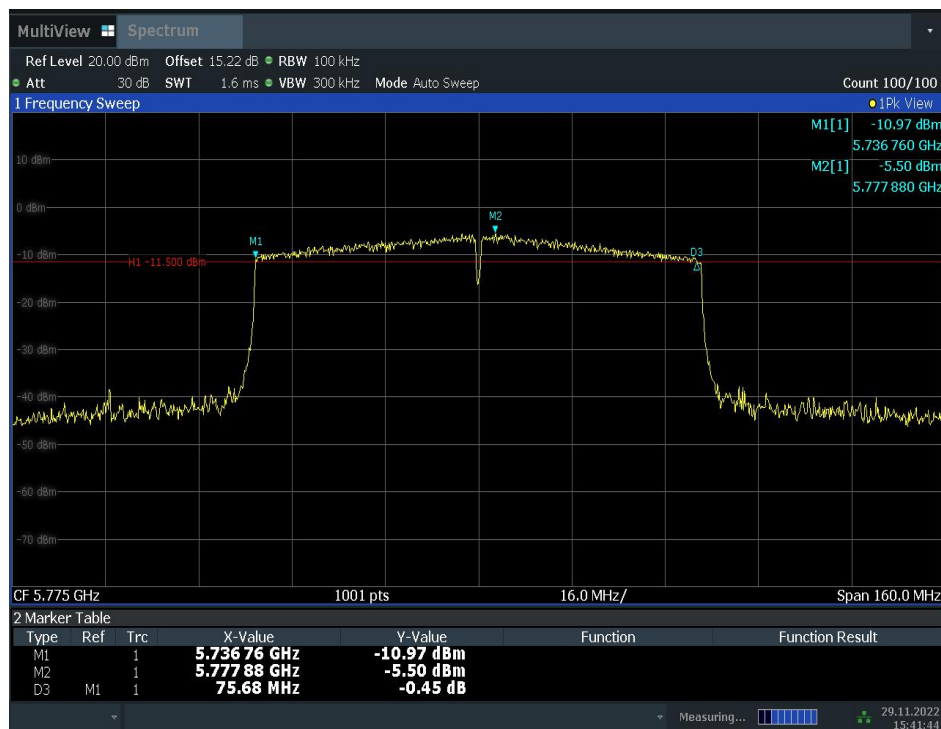 MultiView Spectrum
Ref Level 20.00 dBm Offset 15.22 dB RBW 100 kHz
Att 30 dB SWT 1.6 ms VBW 300 kHz Mode Auto Sweep Count 100/100
1 Frequency Sweep 1Pk View
M1[1] -10.97 dBm
5.736 760 GHz
M2[1] -5.50 dBm
5.777 880 GHz
10 dBm
0 dBm
M2
M1
-10 dBm
D3
H1 -11.500 dBm
-20 dBm
-30 dBm
-40 dBm
-50 dBm
-60 dBm
-70 dBm
CF 5.775 GHz 1001 pts 16.0 MHz/ Span 160.0 MHz
2 Marker Table
Type Ref Trc X-Value Y-Value Function Function Result
M1 1 5.736 76 GHz -10.97 dBm
M2 1 5.777 88 GHz -5.50 dBm
D3 M1 1 75.68 MHz -0.45 dB
Measuring... 29.11.2022
15:41:44